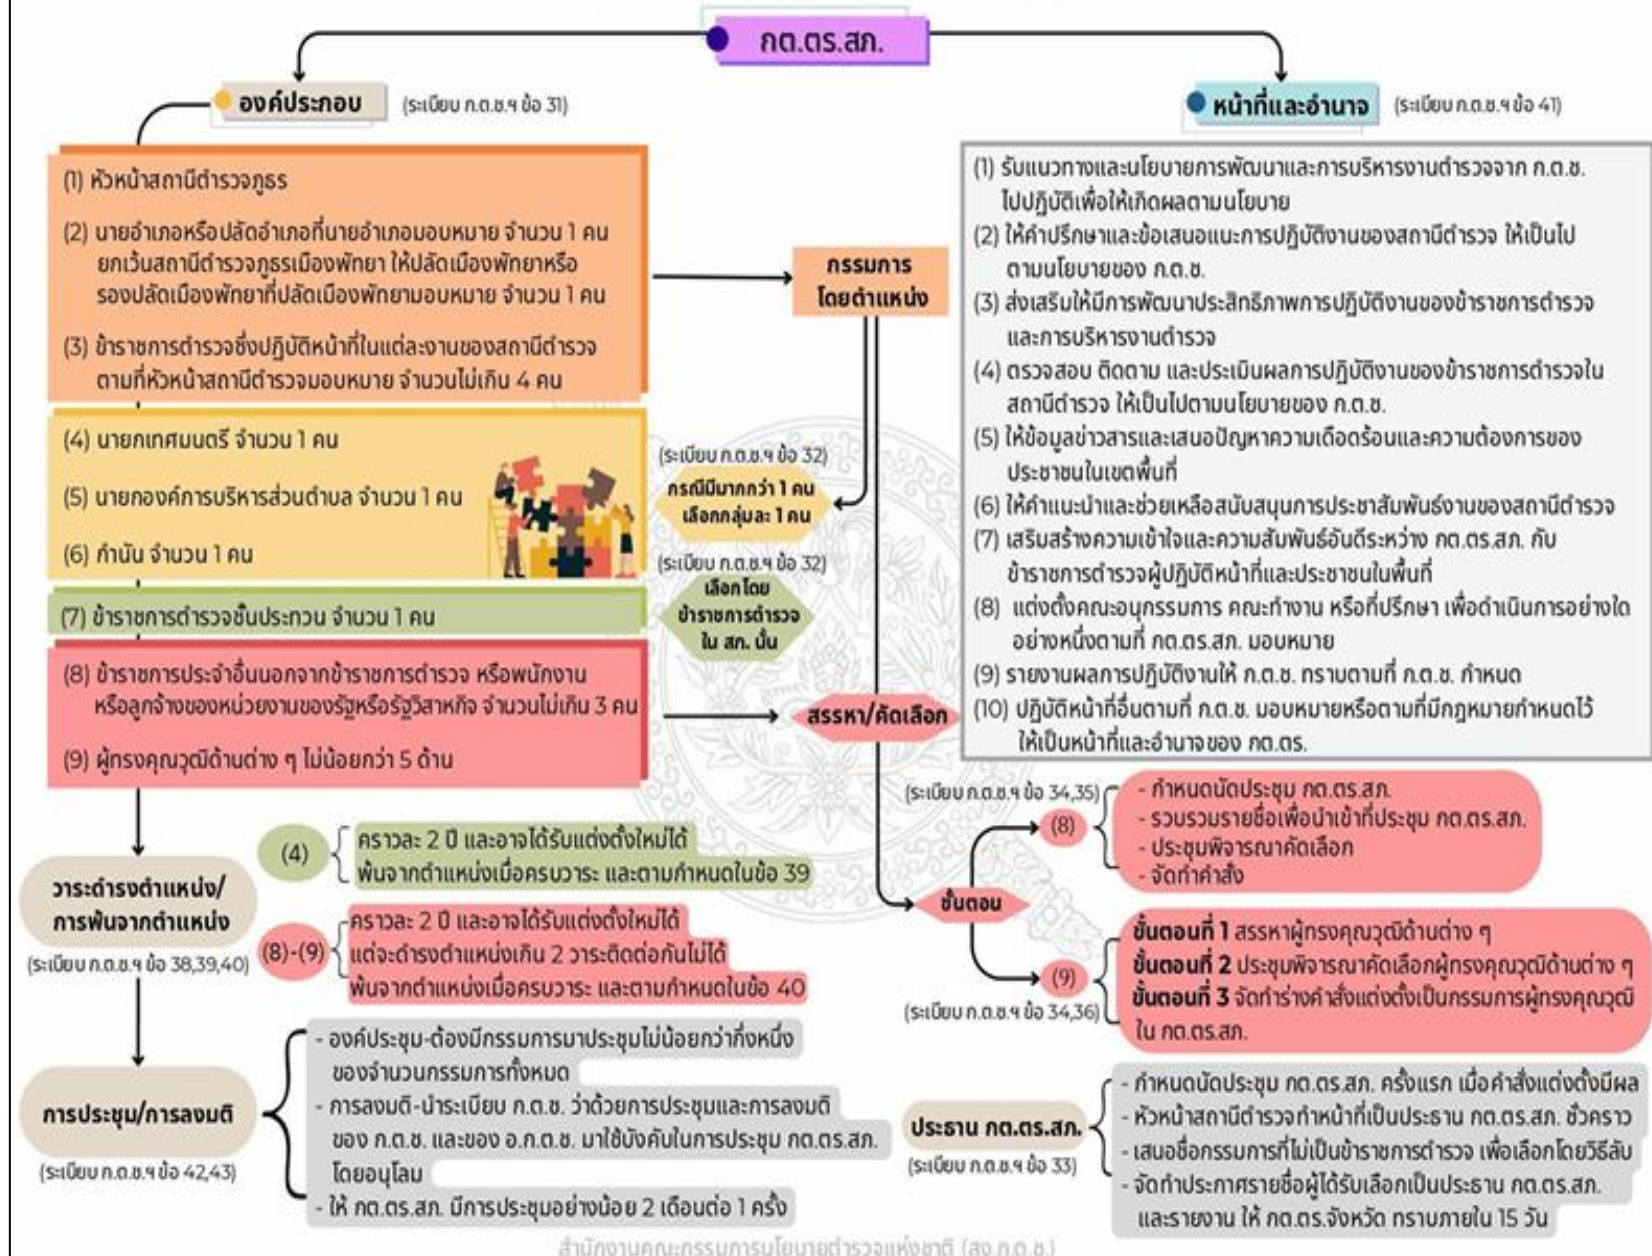 กต.ตร.สภ.
องค์ประกอบ
(ระเบียบ ก.ต.ช.ฯ ข้อ 31)
(1) หัวหน้าสถานีตำรวจภูธร
(2) นายอำเภอหรือปลัดอำเภอที่นายอำเภอมอบหมาย จำนวน 1 คน
ยกเว้นสถานีตำรวจภูธรเมืองพัทยา ให้ปลัดเมืองพัทยาหรือ
รองปลัดเมืองพัทยาที่ปลัดเมืองพัทยามอบหมาย จำนวน 1 คน
(3) ข้าราชการตำรวจซึ่งปฏิบัติหน้าที่ในแต่ละงานของสถานีตำรวจ
ตามที่หัวหน้าสถานีตำรวจมอบหมาย จำนวนไม่เกิน 4 คน
(4) นายกเทศมนตรี จำนวน 1 คน
(5) นายกองค์การบริหารส่วนตำบล จำนวน 1 คน
(6) กำนัน จำนวน 1 คน
(7) ข้าราชการตำรวจชั้นประทวน จำนวน 1 คน
(8) ข้าราชการประจำอื่นนอกจากข้าราชการตำรวจ หรือพนักงาน
หรือลูกจ้างของหน่วยงานของรัฐหรือรัฐวิสาหกิจ จำนวนไม่เกิน 3 คน
(9) ผู้ทรงคุณวุฒิด้านต่าง ๆ ไม่น้อยกว่า 5 ด้าน
กรรมการ
โดยตำแหน่ง
(ระเบียบ ก.ต.ช.ฯ ข้อ 32)
กรณีมีมากกว่า 1 คน
เลือกกลุ่มละ 1 คน
(ระเบียบ ก.ต.ช.ฯ ข้อ 32)
เลือกโดย
ข้าราชการตำรวจ
ใน สภ. นั้น
สรรหา/คัดเลือก
หน้าที่และอำนาจ
(ระเบียบ ก.ต.ช.ฯ ข้อ 41)
(1) รับแนวทางและนโยบายการพัฒนาและการบริหารงานตำรวจจาก ก.ต.ช.
ไปปฏิบัติเพื่อให้เกิดผลตามนโยบาย
(2) ให้คำปรึกษาและข้อเสนอแนะการปฏิบัติงานของสถานีตำรวจ ให้เป็นไป
ตามนโยบายของ ก.ต.ช.
(3) ส่งเสริมให้มีการพัฒนาประสิทธิภาพการปฏิบัติงานของข้าราชการตำรวจ
และการบริหารงานตำรวจ
(4) ตรวจสอบ ติดตาม และประเมินผลการปฏิบัติงานของข้าราชการตำรวจใน
สถานีตำรวจ ให้เป็นไปตามนโยบายของ ก.ต.ช.
(5) ให้ข้อมูลข่าวสารและเสนอปัญหาความเดือดร้อนและความต้องการของ
ประชาชนในเขตพื้นที่
(6) ให้คำแนะนำและช่วยเหลือสนับสนุนการประชาสัมพันธ์งานของสถานีตำรวจ
(7) เสริมสร้างความเข้าใจและความสัมพันธ์อันดีระหว่าง กต.ตร.สภ. กับ
ข้าราชการตำรวจผู้ปฏิบัติหน้าที่และประชาชนในพื้นที่
(8) แต่งตั้งคณะอนุกรรมการ คณะทำงาน หรือที่ปรึกษา เพื่อดำเนินการอย่างใด
อย่างหนึ่งตามที่ กต.ตร.สภ. มอบหมาย
(9) รายงานผลการปฏิบัติงานให้ ก.ต.ช. ทราบตามที่ ก.ต.ช. กำหนด
(10) ปฏิบัติหน้าที่อื่นตามที่ ก.ต.ช. มอบหมายหรือตามที่มีกฎหมายกำหนดไว้
ให้เป็นหน้าที่และอำนาจของ กต.ตร.
วาระดำรงตำแหน่ง/
การพ้นจากตำแหน่ง
(ระเบียบ ก.ต.ช.ฯ ข้อ 38,39,40)
(4)
คราวละ 2 ปี และอาจได้รับแต่งตั้งใหม่ได้
พ้นจากตำแหน่งเมื่อครบวาระ และตามกำหนดในข้อ 39
(8)-(9)
คราวละ 2 ปี และอาจได้รับแต่งตั้งใหม่ได้
แต่จะดำรงตำแหน่งเกิน 2 วาระติดต่อกันไม่ได้
พ้นจากตำแหน่งเมื่อครบวาระ และตามกำหนดในข้อ 40
ขั้นตอน
(ระเบียบ ก.ต.ช.ฯ ข้อ 34,35)
(8)
- กำหนดนัดประชุม กต.ตร.สภ.
- รวบรวมรายชื่อเพื่อนำเข้าที่ประชุม กต.ตร.สภ.
- ประชุมพิจารณาคัดเลือก
- จัดทำคำสั่ง
(9)
(ระเบียบ ก.ต.ช.ฯ ข้อ 34,36)
ขั้นตอนที่ 1 สรรหาผู้ทรงคุณวุฒิด้านต่าง ๆ
ขั้นตอนที่ 2 ประชุมพิจารณาคัดเลือกผู้ทรงคุณวุฒิด้านต่าง ๆ
ขั้นตอนที่ 3 จัดทำร่างคำสั่งแต่งตั้งเป็นกรรมการผู้ทรงคุณวุฒิ
ใน กต.ตร.สภ.
การประชุม/การลงมติ
(ระเบียบ ก.ต.ช.ฯ ข้อ 42,43)
- องค์ประชุม-ต้องมีกรรมการมาประชุมไม่น้อยกว่ากึ่งหนึ่ง
ของจำนวนกรรมการทั้งหมด
- การลงมติ-นำระเบียบ ก.ต.ช. ว่าด้วยการประชุมและการลงมติ
ของ ก.ต.ช. และของ อ.ก.ต.ช. มาใช้บังคับในการประชุม กต.ตร.สภ.
โดยอนุโลม
- ให้ กต.ตร.สภ. มีการประชุมอย่างน้อย 2 เดือนต่อ 1 ครั้ง
ประธาน กต.ตร.สภ.
(ระเบียบ ก.ต.ช.ฯ ข้อ 33)
- กำหนดนัดประชุม กต.ตร.สภ. ครั้งแรก เมื่อคำสั่งแต่งตั้งมีผล
- หัวหน้าสถานีตำรวจทำหน้าที่เป็นประธาน กต.ตร.สภ. ชั่วคราว
- เสนอชื่อกรรมการที่ไม่เป็นข้าราชการตำรวจ เพื่อเลือกโดยวิธีลับ
- จัดทำประกาศรายชื่อผู้ได้รับเลือกเป็นประธาน กต.ตร.สภ.
และรายงาน ให้ กต.ตร.จังหวัด ทราบภายใน 15 วัน
สำนักงานคณะกรรมการนโยบายตำรวจแห่งชาติ (สง.ก.ต.ช.)